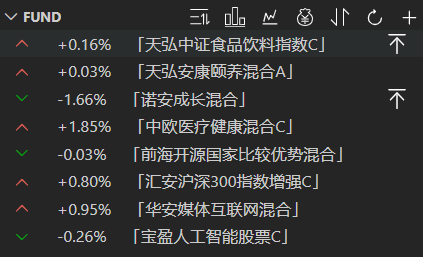 FUND
+0.16% 「天弘中证食品饮料指数C」
+0.03% 「天弘安康颐养混合A」
-1.66% 「诺安成长混合」
+1.85% 「中欧医疗健康混合C」
-0.03% 「前海开源国家比较优势混合」
+0.80% 「汇安沪深300指数增强C」
+0.95% 「华安媒体互联网混合」
-0.26% 「宝盈人工智能股票C」